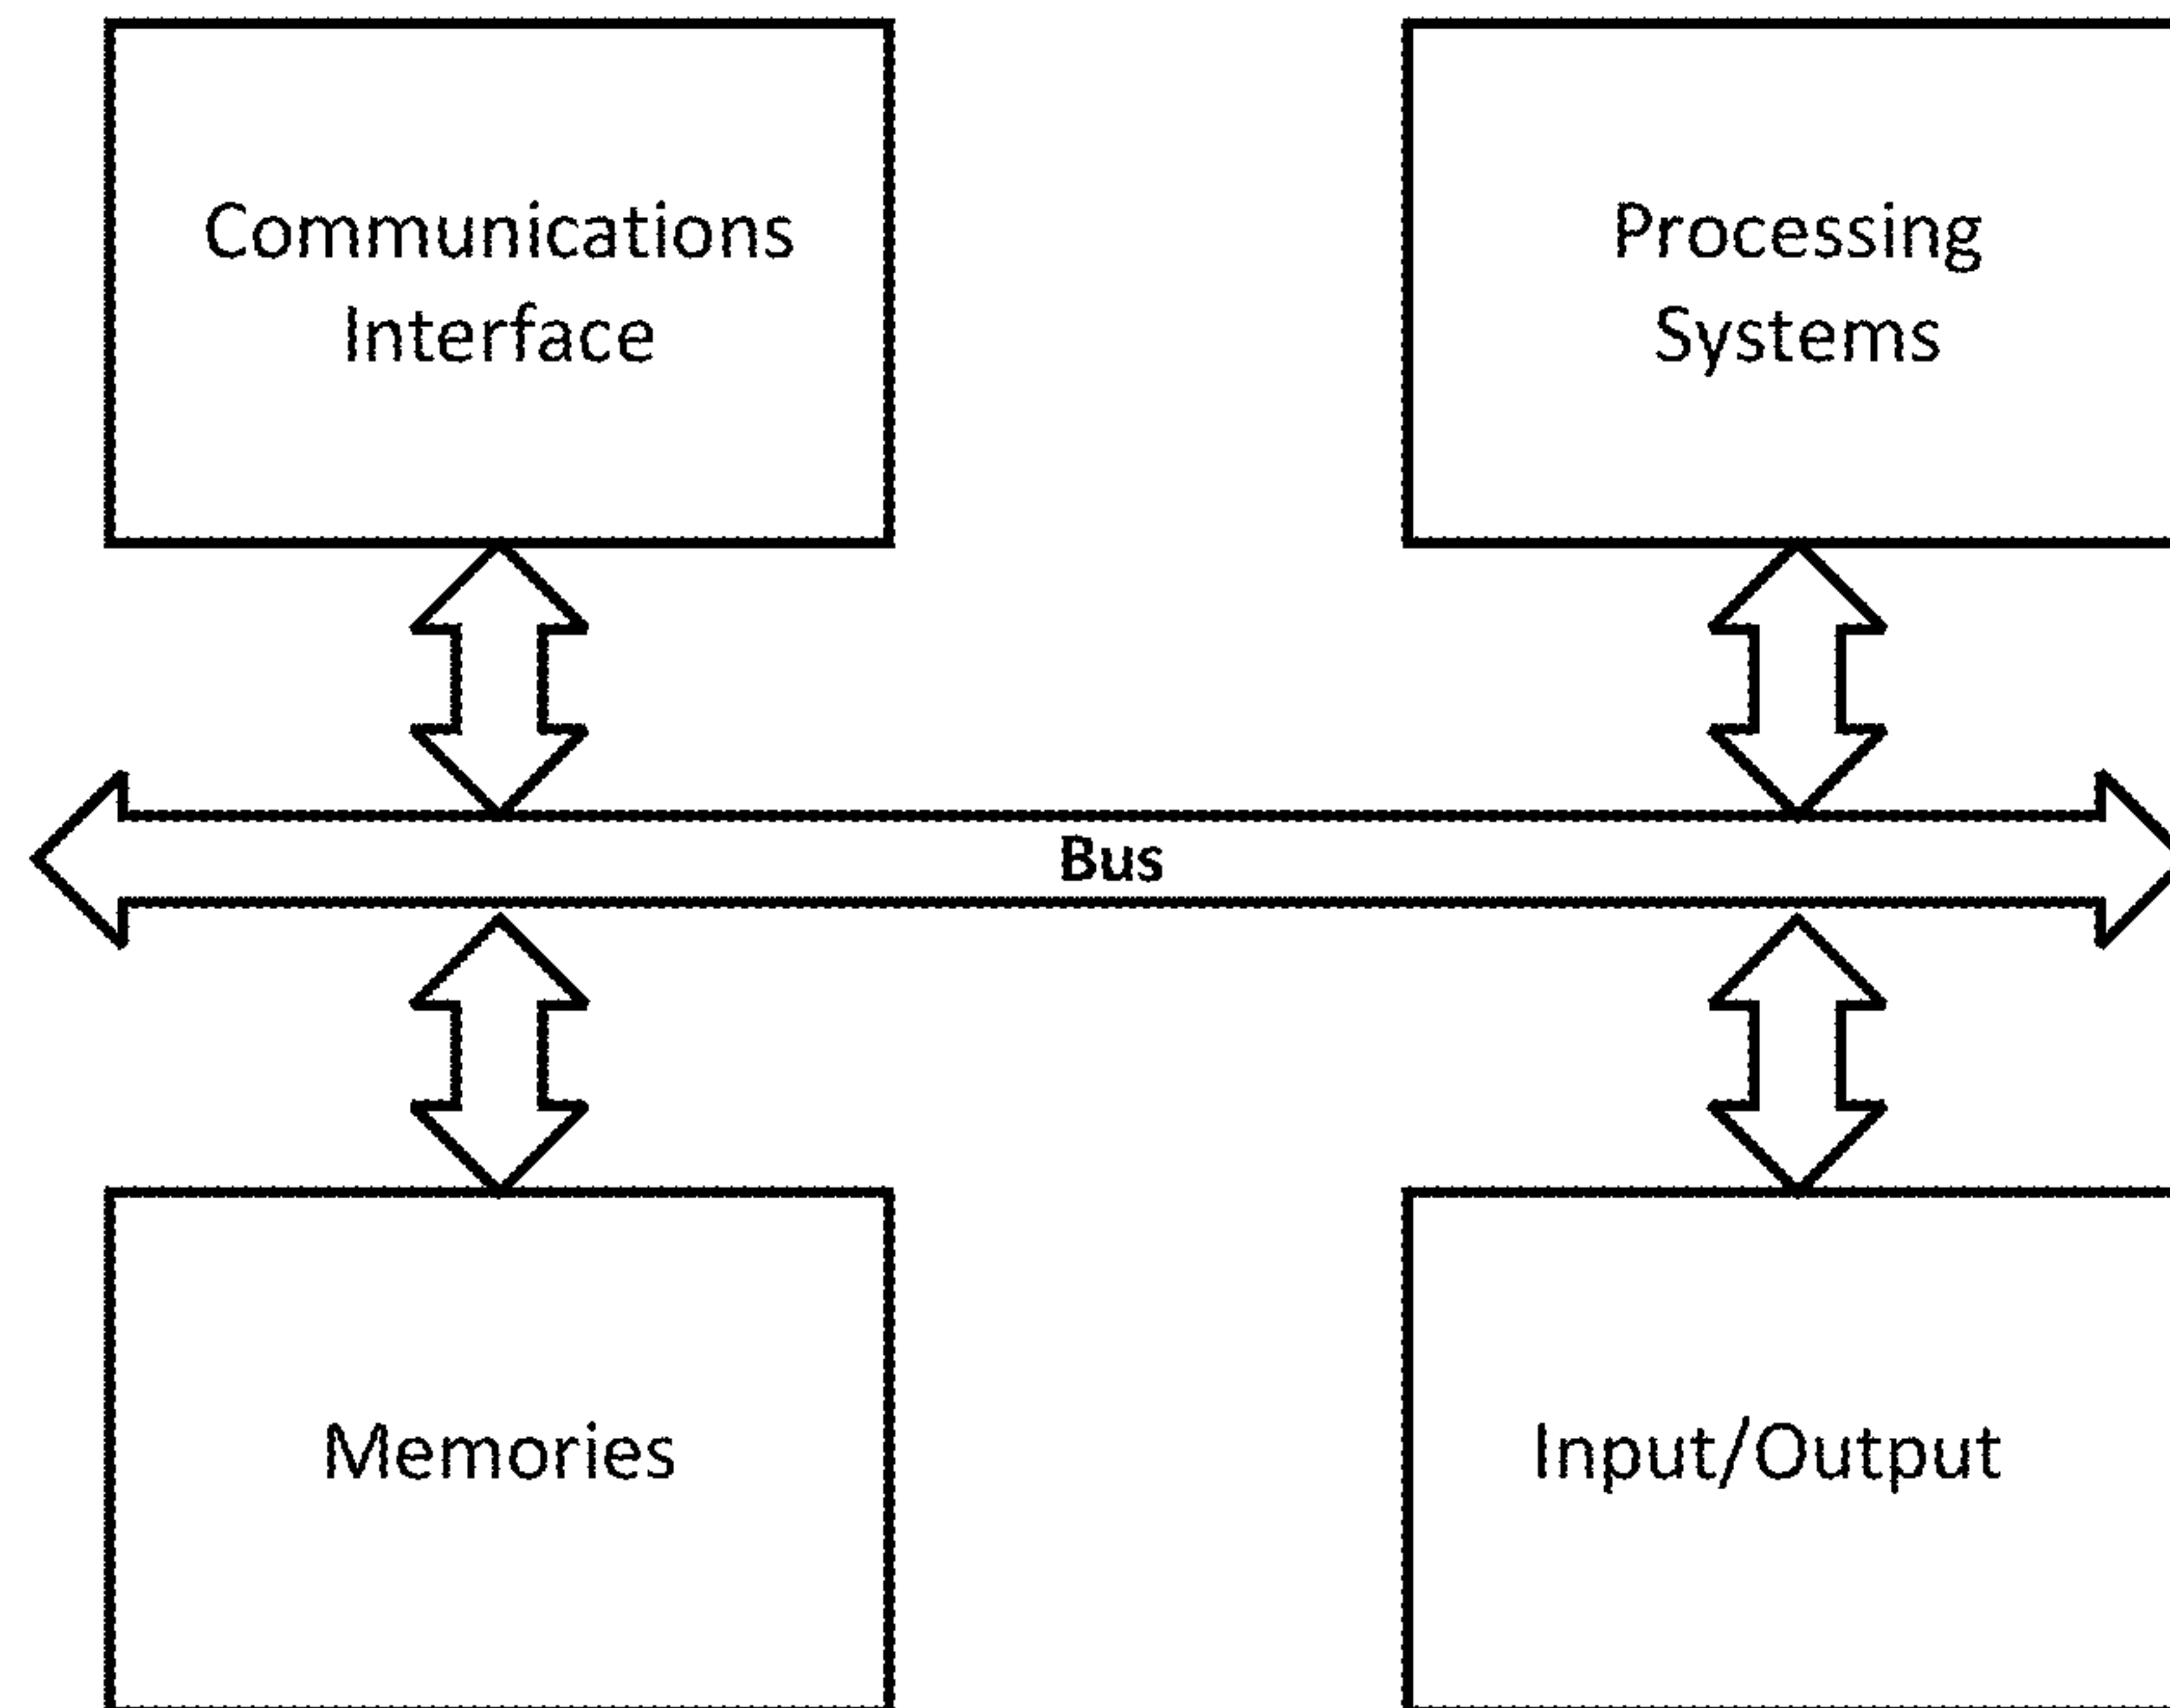 Communications
Interface
Processing
Systems
Bus
Memories
Input/Output